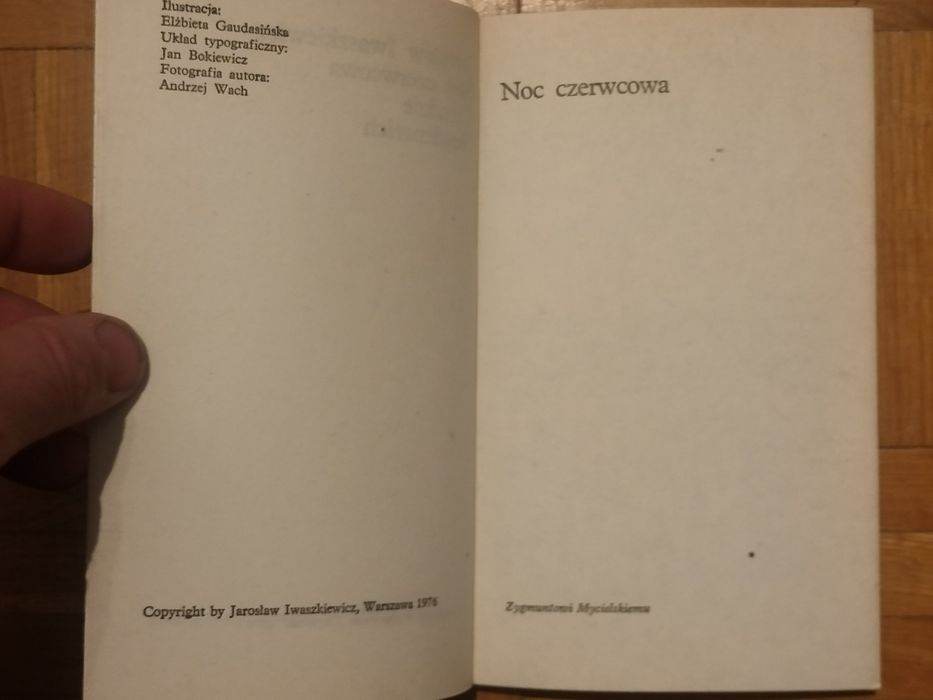 Ilustracja:
Elżbieta Gaudasińska
Układ typograficzny:
Jan Bokiewicz
Fotografia autora:
Andrzej Wach
Copyright by Jarosław Iwaszkiewicz, Warszawa 1976
Noc czerwcowa
Zygmuntowi Mycielskiemu